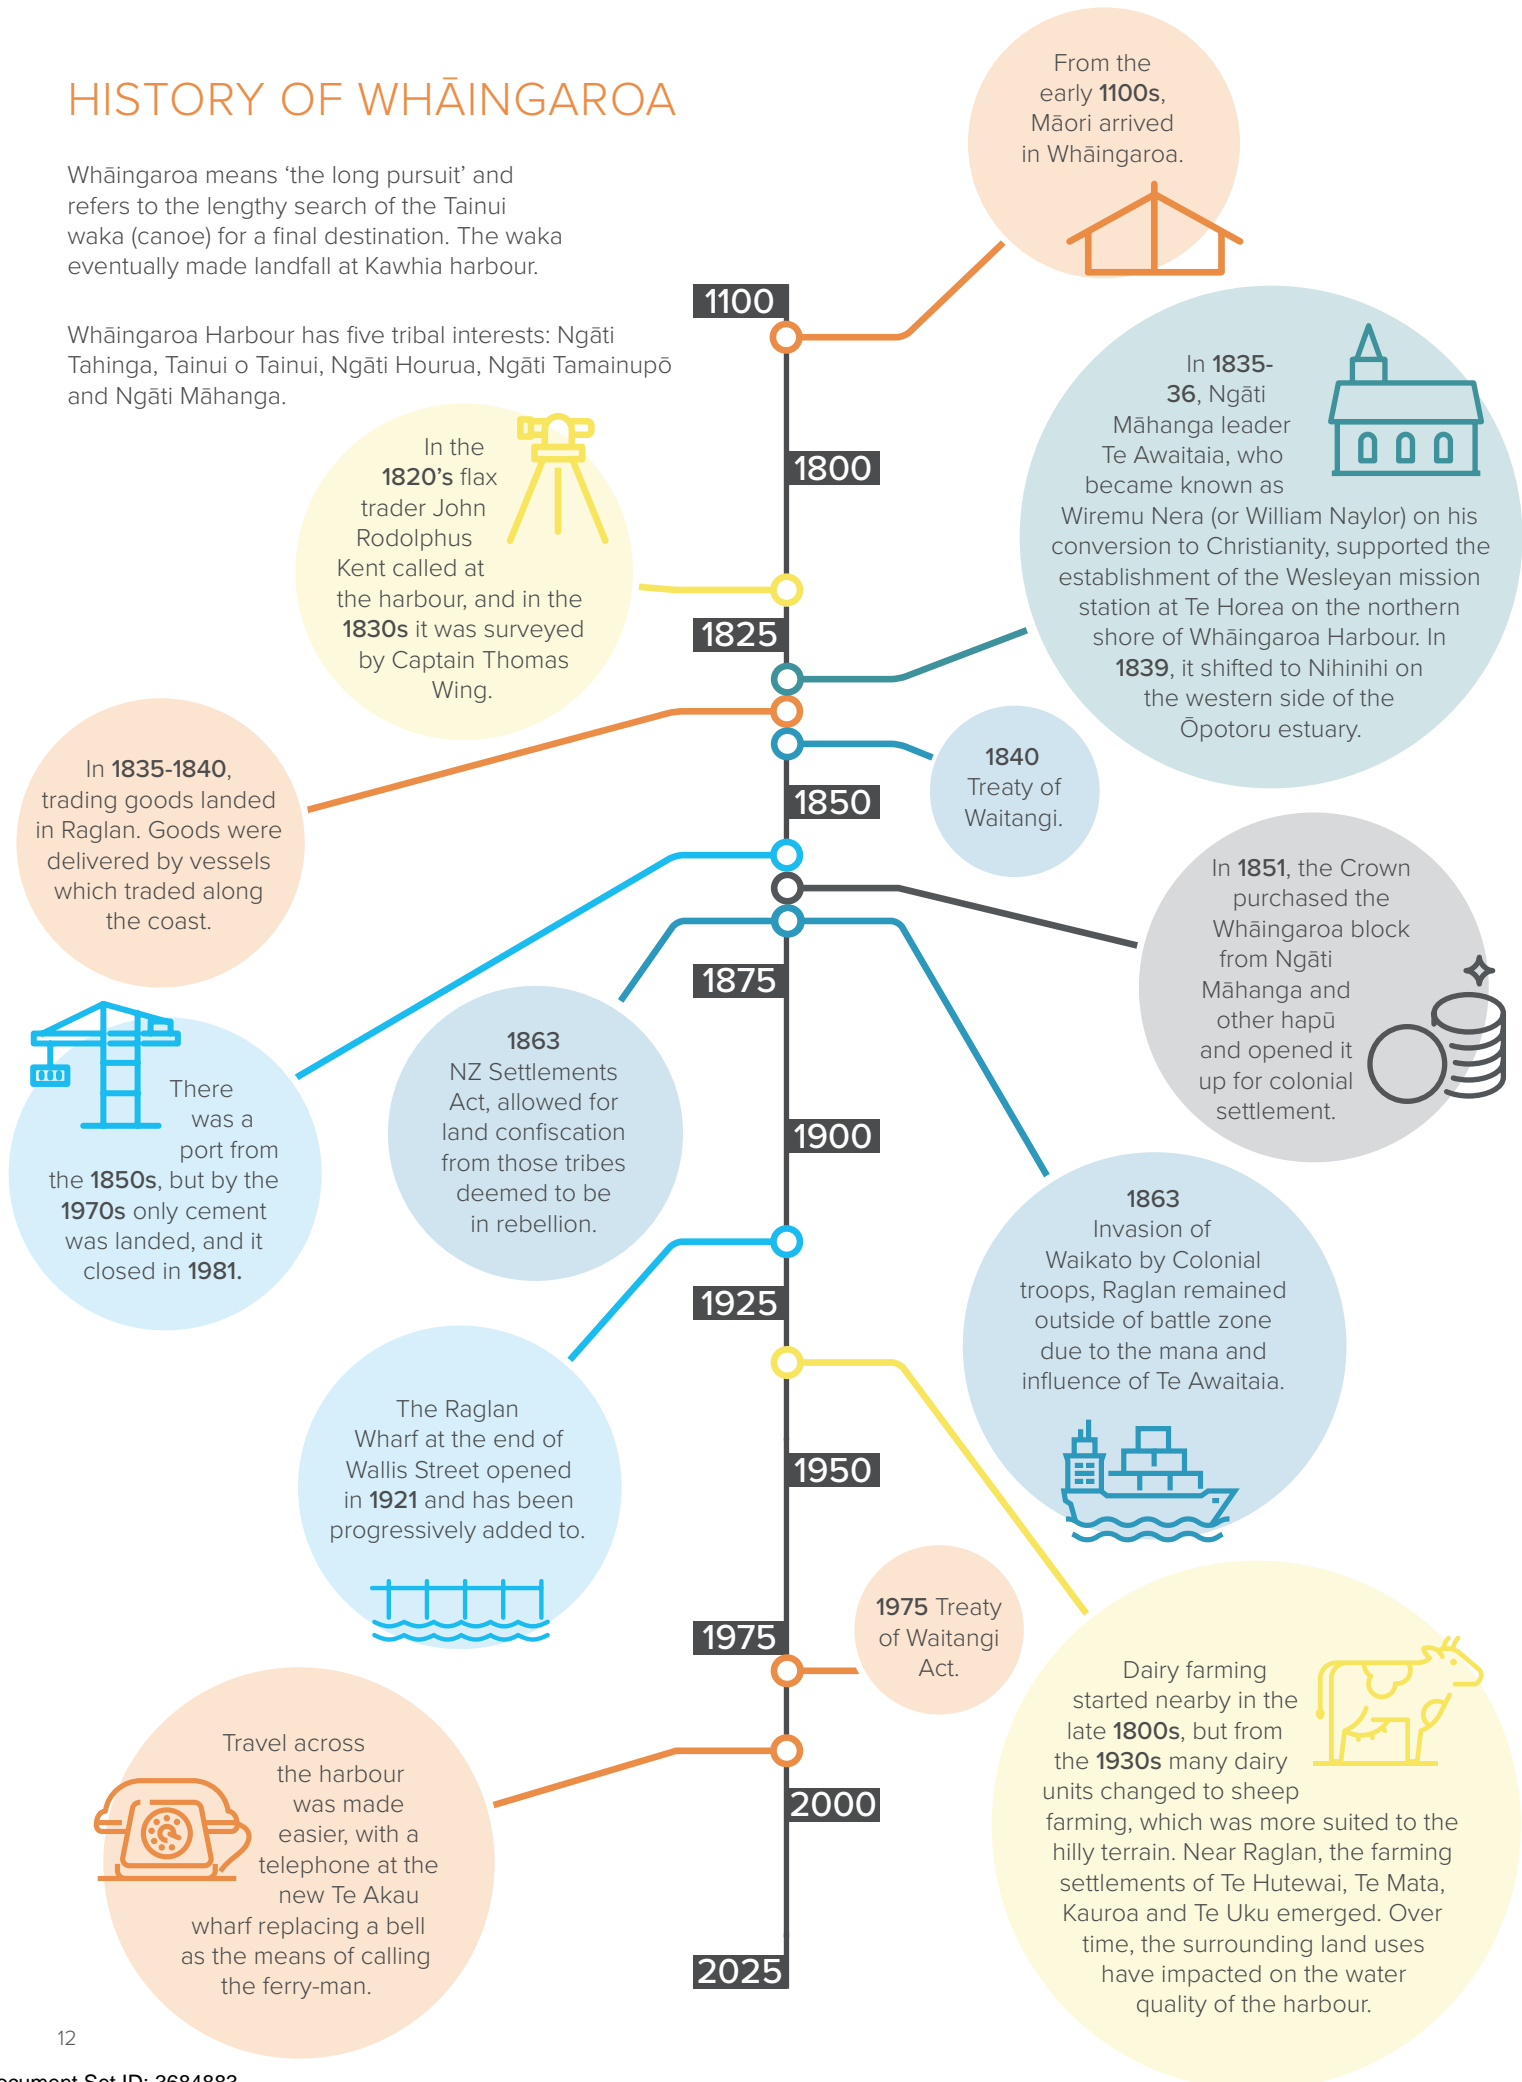 HISTORY OF WHĀINGAROA
Whāingaroa means ‘the long pursuit’ and
refers to the lengthy search of the Tainui
waka (canoe) for a final destination. The waka
eventually made landfall at Kawhia harbour.
Whāingaroa Harbour has five tribal interests: Ngāti
Tahinga, Tainui o Tainui, Ngāti Hourua, Ngāti Tamainupō
and Ngāti Māhanga.
From the
early 1100s,
Māori arrived
in Whāingaroa.
1100
In 1835-
36, Ngāti
Māhanga leader
Te Awaitaia, who
became known as
Wiremu Nera (or William Naylor) on his
conversion to Christianity, supported the
establishment of the Wesleyan mission
station at Te Horea on the northern
shore of Whāingaroa Harbour. In
1839, it shifted to Nihinihi on
the western side of the
Ōpotoru estuary.
In the
1820’s flax
trader John
Rodolphus
Kent called at
the harbour, and in the
1830s it was surveyed
by Captain Thomas
Wing.
1800
1825
In 1835-1840,
trading goods landed
in Raglan. Goods were
delivered by vessels
which traded along
the coast.
1840
Treaty of
Waitangi.
1850
In 1851, the Crown
purchased the
Whāingaroa block
from Ngāti
Māhanga and
other hapū
and opened it
up for colonial
settlement.
1875
There
was a
port from
the 1850s, but by the
1970s only cement
was landed, and it
closed in 1981.
1863
NZ Settlements
Act, allowed for
land confiscation
from those tribes
deemed to be
in rebellion.
1900
1863
Invasion of
Waikato by Colonial
troops, Raglan remained
outside of battle zone
due to the mana and
influence of Te Awaitaia.
1925
The Raglan
Wharf at the end of
Wallis Street opened
in 1921 and has been
progressively added to.
1950
1975
1975 Treaty
of Waitangi
Act.
Dairy farming
started nearby in the
late 1800s, but from
the 1930s many dairy
units changed to sheep
farming, which was more suited to the
hilly terrain. Near Raglan, the farming
settlements of Te Hutewai, Te Mata,
Kauroa and Te Uku emerged. Over
time, the surrounding land uses
have impacted on the water
quality of the harbour.
Travel across
the harbour
was made
easier, with a
telephone at the
new Te Akau
wharf replacing a bell
as the means of calling
the ferry-man.
2000
2025
12
ocument Set ID: 3684883